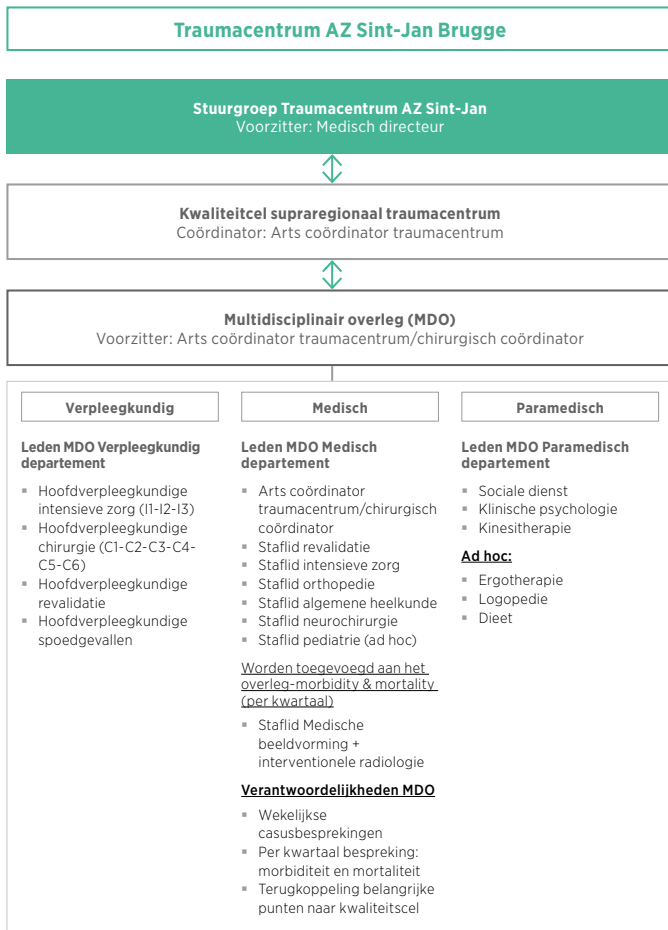 Traumacentrum AZ Sint-Jan Brugge
Stuurgroep Traumacentrum AZ Sint-Jan
Voorzitter: Medisch directeur
Kwaliteitcel supraregionaal traumacentrum
Coördinator: Arts coördinator traumacentrum
Multidisciplinair overleg (MDO)
Voorzitter: Arts coördinator traumacentrum/chirurgisch coördinator
Verpleegkundig
Leden MDO Verpleegkundig
departement
▪ Hoofdverpleegkundige
intensieve zorg (I1-I2-I3)
▪ Hoofdverpleegkundige
chirurgie (C1-C2-C3-C4-
C5-C6)
▪ Hoofdverpleegkundige
revalidatie
▪ Hoofdverpleegkundige
spoedgevallen
Medisch
Leden MDO Medisch
departement
▪ Arts coördinator
traumacentrum/chirurgisch
coördinator
▪ Staflid revalidatie
▪ Staflid intensieve zorg
▪ Staflid orthopedie
▪ Staflid algemene heelkunde
▪ Staflid neurochirurgie
▪ Staflid pediatrie (ad hoc)
Worden toegevoegd aan het
overleg-morbidity & mortality
(per kwartaal)
▪ Staflid Medische
beeldvorming +
interventionele radiologie
Verantwoordelijkheden MDO
▪ Wekelijkse
casusbesprekingen
▪ Per kwartaal bespreking:
morbiditeit en mortaliteit
▪ Terugkoppeling belangrijke
punten naar kwaliteitscel
Paramedisch
Leden MDO Paramedisch
departement
▪ Sociale dienst
▪ Klinische psychologie
▪ Kinesitherapie
Ad hoc:
▪ Ergotherapie
▪ Logopedie
▪ Dieet